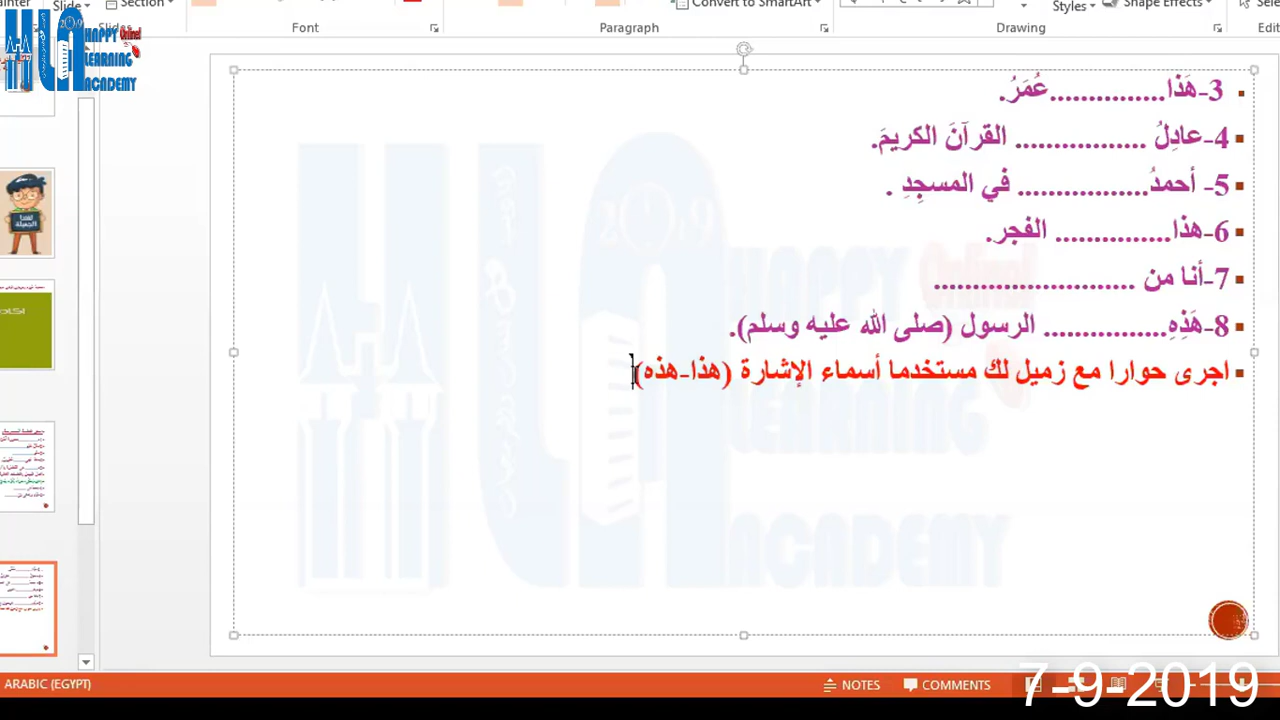 Slide
Section
Convert to SmartArt
Styles
Shape Effects
Font
Paragraph
Drawing
HAPPY
Online!
LEARNING
ACADEMY
2019
3-هَذا...............عُمَرُ.
4-عادِلُ ................. القرآنَ الكريمَ.
5- أحمدُ................. في المسجِدِ .
6-هذا............... الفجر.
7-أنا من ..........................
8-هَذِهِ................ الرسول (صلى الله عليه وسلم).
اجرى حوارا مع زميل لك مستخدما أسماء الإشارة (هذا-هذه)
ARABIC (EGYPT)
NOTES
COMMENTS
7-9-2019